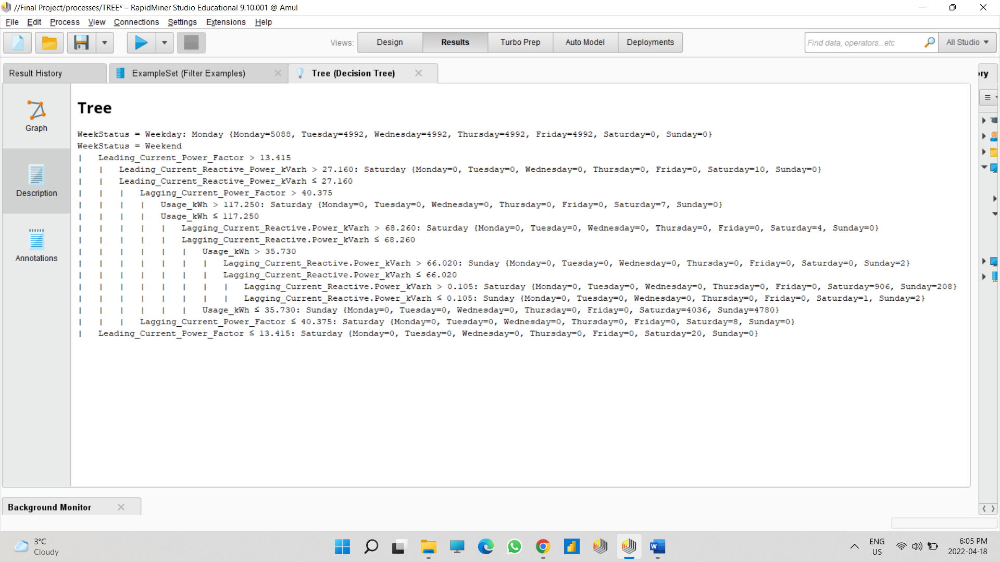 //Final Project/processes/TREE* – RapidMiner Studio Educational 9.10.001 @ Amul
File Edit Process View Connections Settings Extensions Help
Views: Design Results Turbo Prep Auto Model Deployments Find data, operators...etc All Studio
Result History ExampleSet (Filter Examples) Tree (Decision Tree) ory
Graph
Description
Annotations
Tree
WeekStatus = Weekday: Monday {Monday=5088, Tuesday=4992, Wednesday=4992, Thursday=4992, Friday=4992, Saturday=0, Sunday=0}
WeekStatus = Weekend
| Leading_Current_Power_Factor > 13.415
| | Leading_Current_Reactive_Power_kVarh > 27.160: Saturday {Monday=0, Tuesday=0, Wednesday=0, Thursday=0, Friday=0, Saturday=10, Sunday=0}
| | Leading_Current_Reactive_Power_kVarh ≤ 27.160
| | | Lagging_Current_Power_Factor > 40.375
| | | | Usage_kWh > 117.250: Saturday {Monday=0, Tuesday=0, Wednesday=0, Thursday=0, Friday=0, Saturday=7, Sunday=0}
| | | | Usage_kWh ≤ 117.250
| | | | | Lagging_Current_Reactive.Power_kVarh > 68.260: Saturday {Monday=0, Tuesday=0, Wednesday=0, Thursday=0, Friday=0, Saturday=4, Sunday=0}
| | | | | Lagging_Current_Reactive.Power_kVarh ≤ 68.260
| | | | | | Usage_kWh > 35.730
| | | | | | | Lagging_Current_Reactive.Power_kVarh > 66.020: Sunday {Monday=0, Tuesday=0, Wednesday=0, Thursday=0, Friday=0, Saturday=0, Sunday=2}
| | | | | | | Lagging_Current_Reactive.Power_kVarh ≤ 66.020
| | | | | | | | Lagging_Current_Reactive.Power_kVarh > 0.105: Saturday {Monday=0, Tuesday=0, Wednesday=0, Thursday=0, Friday=0, Saturday=906, Sunday=208}
| | | | | | | | Lagging_Current_Reactive.Power_kVarh ≤ 0.105: Sunday {Monday=0, Tuesday=0, Wednesday=0, Thursday=0, Friday=0, Saturday=1, Sunday=2}
| | | | | | Usage_kWh ≤ 35.730: Sunday {Monday=0, Tuesday=0, Wednesday=0, Thursday=0, Friday=0, Saturday=4036, Sunday=4780}
| | | Lagging_Current_Power_Factor ≤ 40.375: Saturday {Monday=0, Tuesday=0, Wednesday=0, Thursday=0, Friday=0, Saturday=8, Sunday=0}
| Leading_Current_Power_Factor ≤ 13.415: Saturday {Monday=0, Tuesday=0, Wednesday=0, Thursday=0, Friday=0, Saturday=20, Sunday=0}
Background Monitor
3°C
Cloudy
ENG
US
6:05 PM
2022-04-18